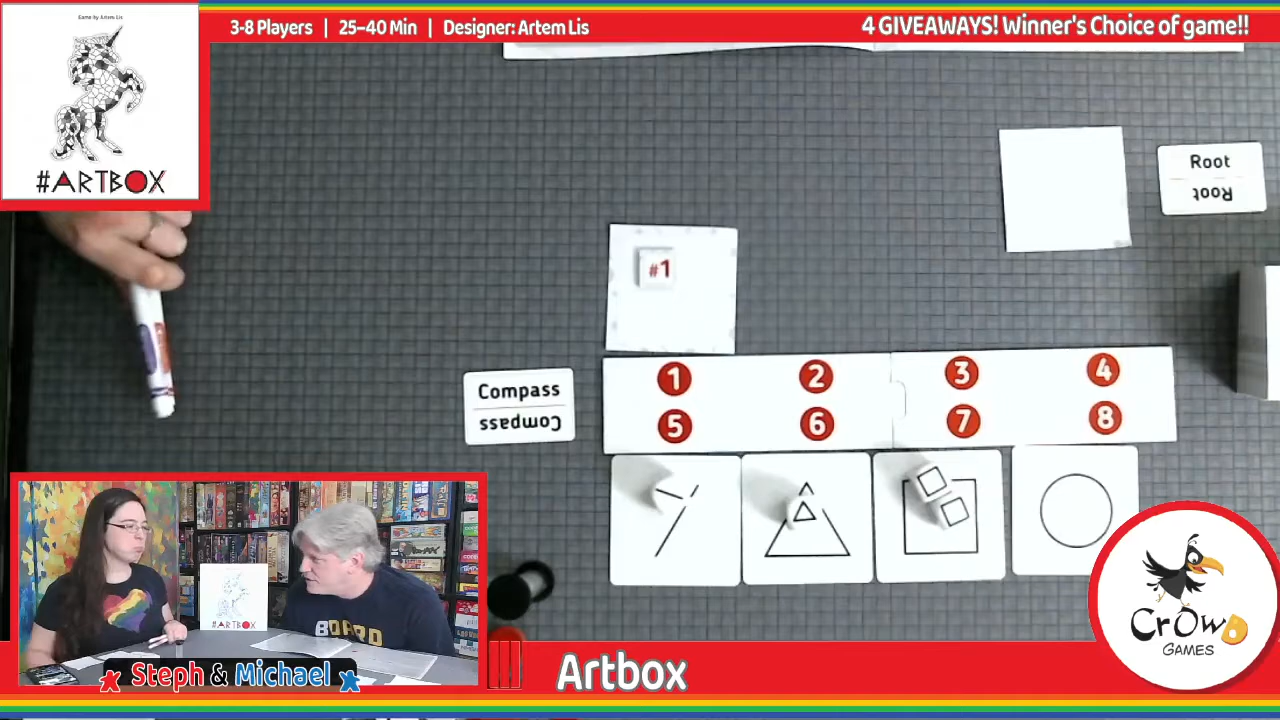 Game by Artem Lis
#ARTBOX
3-8 Players | 25-40 Min | Designer: Artem Lis
4 GIVEAWAYS! Winner's Choice of game!!
Root
Root
#1
Compass
Compass
1 2 3 4
5 6 7 8
#ARTBOX
BOARD
Steph & Michael
Artbox
CrOwD
GAMES